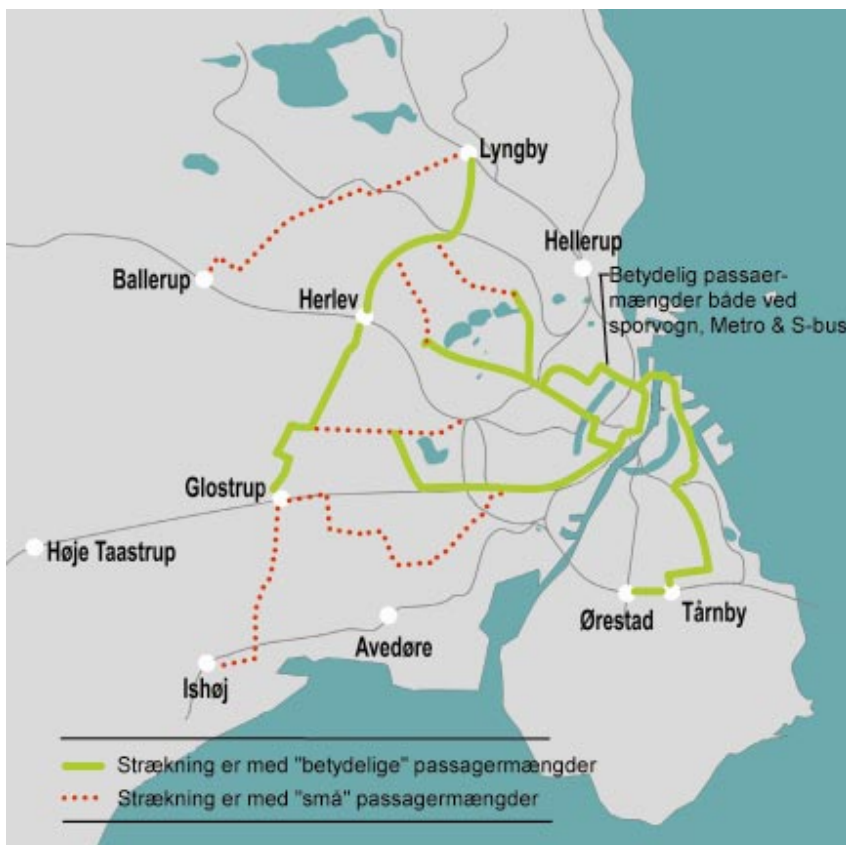 Lyngby
Hellerup
Ballerup
Betydelig passaer-
mængder både ved
sporvogn, Metro & S-bus
Herlev
Glostrup
Høje Taastrup
Ørestad
Tårnby
Avedøre
Ishøj
Strækning er med "betydelige" passagermængder
Strækning er med "små" passagermængder